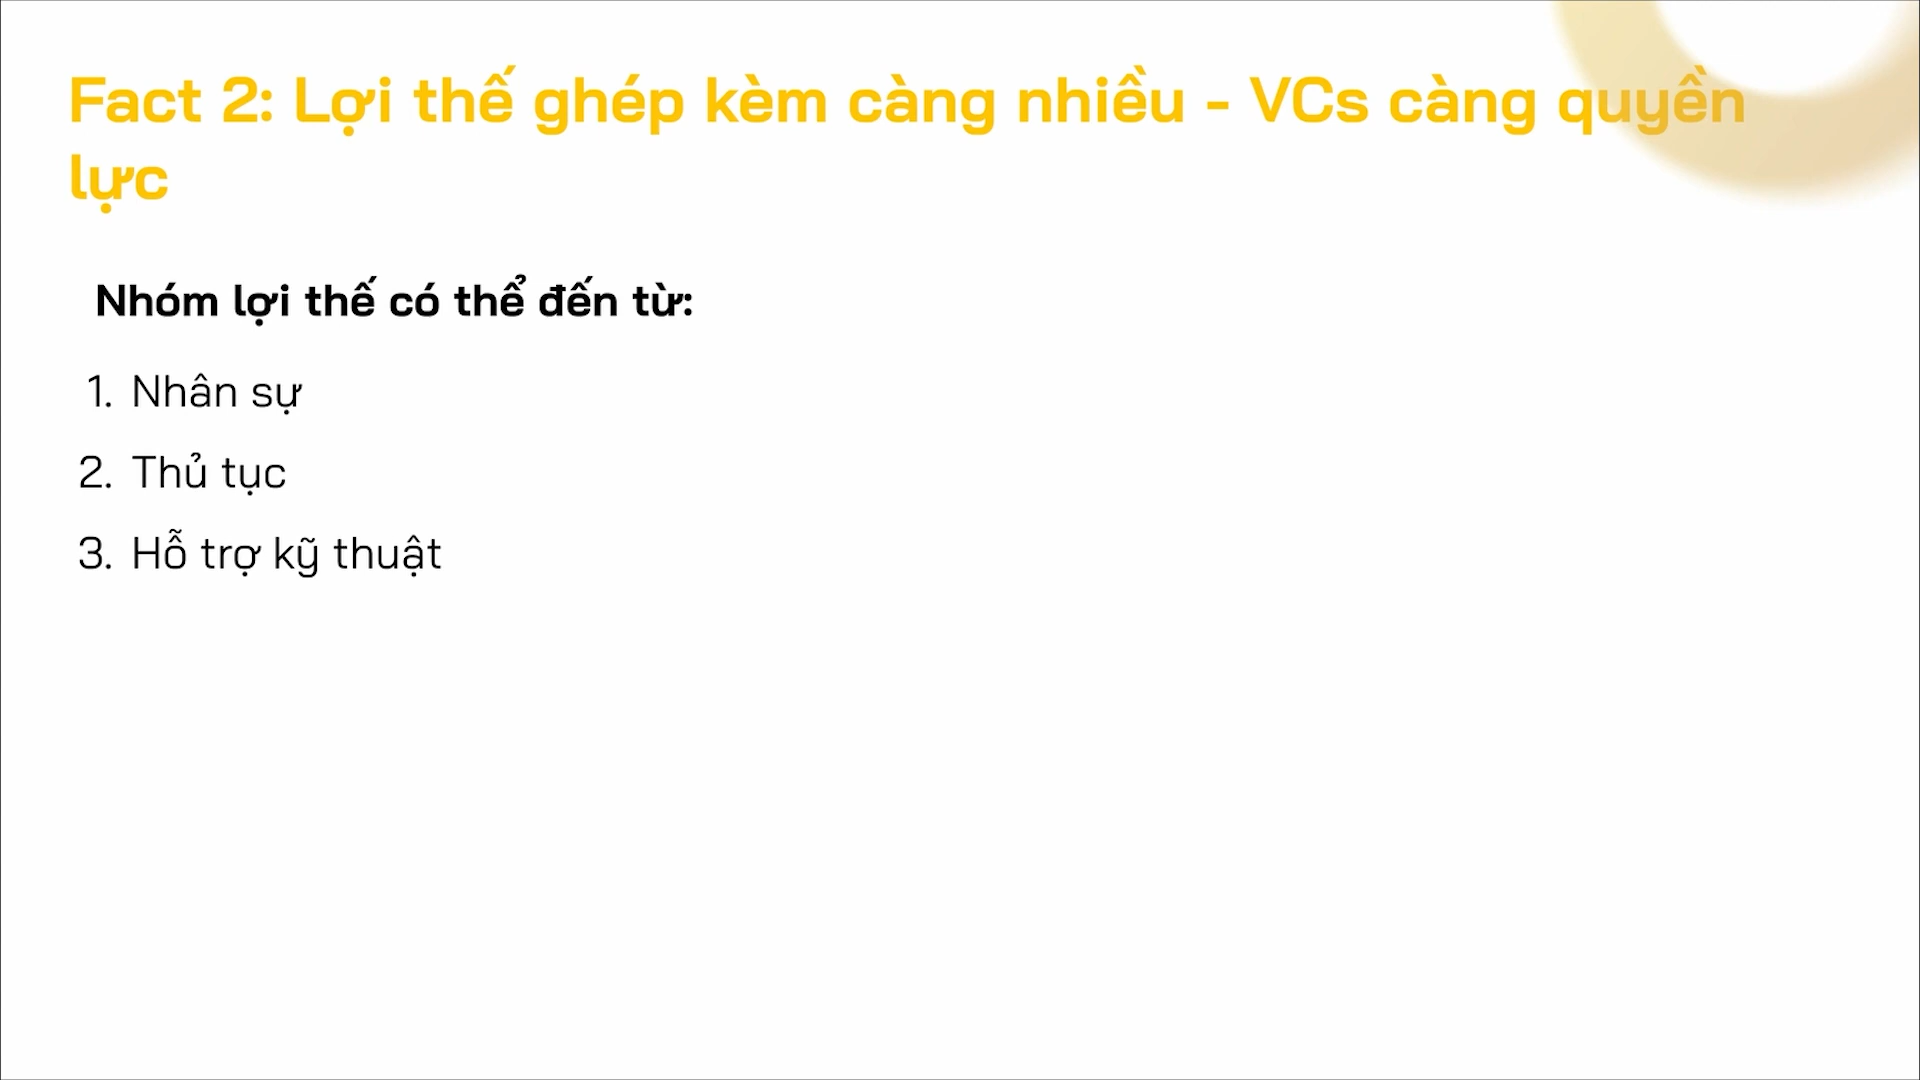 Fact 2: Lợi thế ghép kèm càng nhiều - VCs càng quyền
lực
Nhóm lợi thế có thể đến từ:
1. Nhân sự
2. Thủ tục
3. Hỗ trợ kỹ thuật